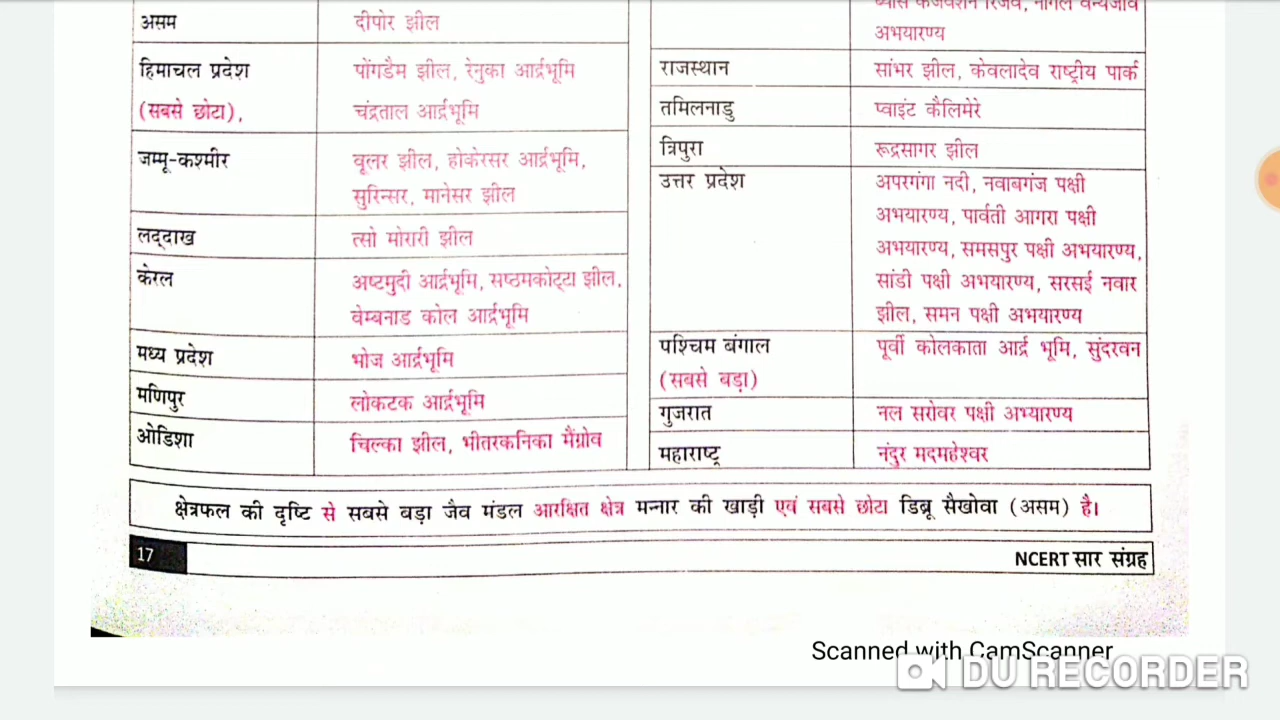 असम
दीपोर झील
हिमाचल प्रदेश
(सबसे छोटा),
पोंगडैम झील, रेनुका आर्द्रभूमि
चंद्रताल आर्द्रभूमि
जम्मू-कश्मीर
वूलर झील, होकेरसर आर्द्रभूमि,
सुरिन्सर, मानेसर झील
लद्दाख
त्सो मोरारी झील
केरल
अष्टमुदी आर्द्रभूमि, सष्ठमकोट्टा झील,
वेम्बनाड कोल आर्द्रभूमि
मध्य प्रदेश
भोज आर्द्रभूमि
मणिपुर
लोकटक आर्द्रभूमि
ओडिशा
चिल्का झील, भीतरकनिका मैंग्रोव
अभयारण्य
राजस्थान
सांभर झील, केवलादेव राष्ट्रीय पार्क
तमिलनाडु
प्वाइंट कैलिमेरे
त्रिपुरा
रूद्रसागर झील
उत्तर प्रदेश
अपरगंगा नदी, नवाबगंज पक्षी
अभयारण्य, पार्वती आगरा पक्षी
अभयारण्य, समसपुर पक्षी अभयारण्य,
सांडी पक्षी अभयारण्य, सरसई नवार
झील, समन पक्षी अभयारण्य
पश्चिम बंगाल
(सबसे बड़ा)
पूर्वी कोलकाता आर्द्र भूमि, सुंदरवन
गुजरात
नल सरोवर पक्षी अभ्यारण्य
महाराष्ट्र
नंदुर मदमहेश्वर
क्षेत्रफल की दृष्टि से सबसे बड़ा जैव मंडल आरक्षित क्षेत्र मन्नार की खाड़ी एवं सबसे छोटा डिब्रू सैखोवा (असम) है।
17
NCERT सार संग्रह
Scanned with CamScanner
DU RECORDER